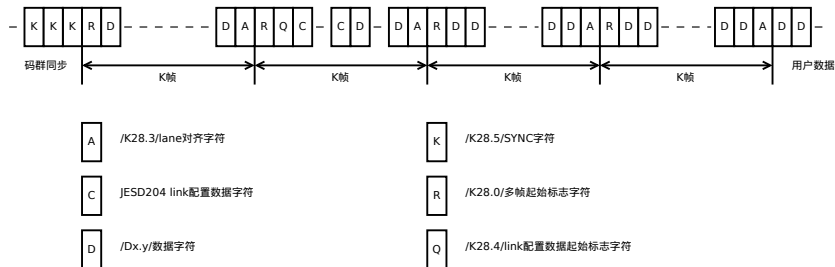 K K K R D D A R Q C C D D A R D D D D A R D D D D A D D
码群同步 用户数据
K帧 K帧 K帧 K帧
A /K28.3/lane对齐字符 K /K28.5/SYNC字符
C JESD204 link配置数据字符 R /K28.0/多帧起始标志字符
D /Dx.y/数据字符 Q /K28.4/link配置数据起始标志字符